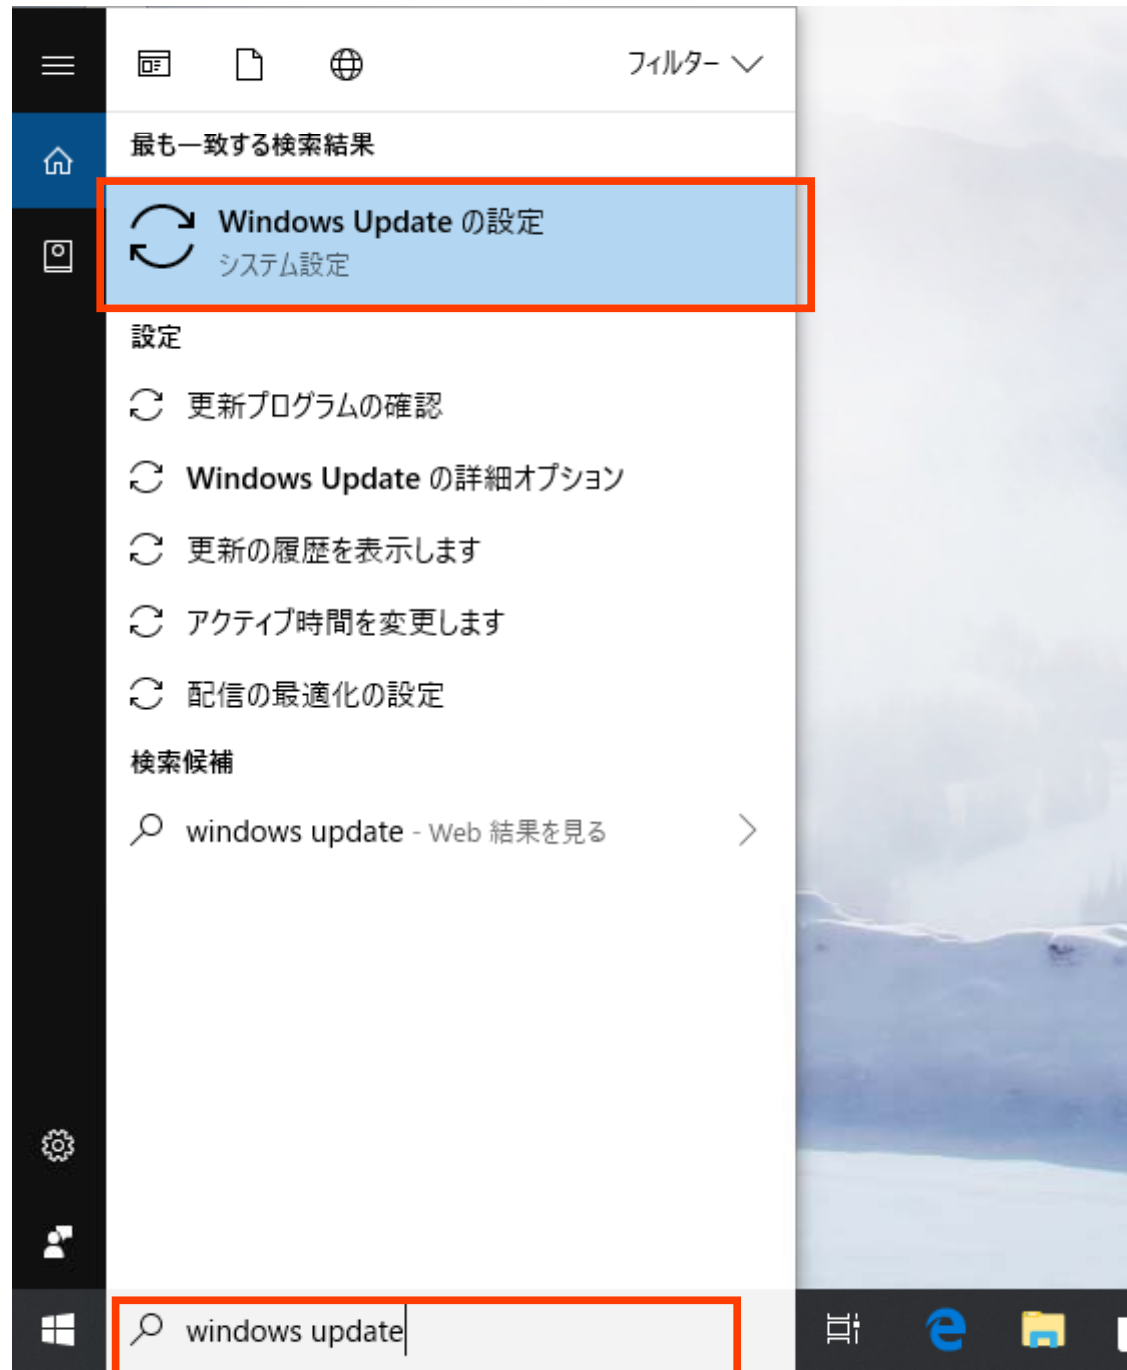 フィルター
最も一致する検索結果
Windows Update の設定
システム設定
設定
更新プログラムの確認
Windows Update の詳細オプション
更新の履歴を表示します
アクティブ時間を変更します
配信の最適化の設定
検索候補
windows update - Web 結果を見る
windows update